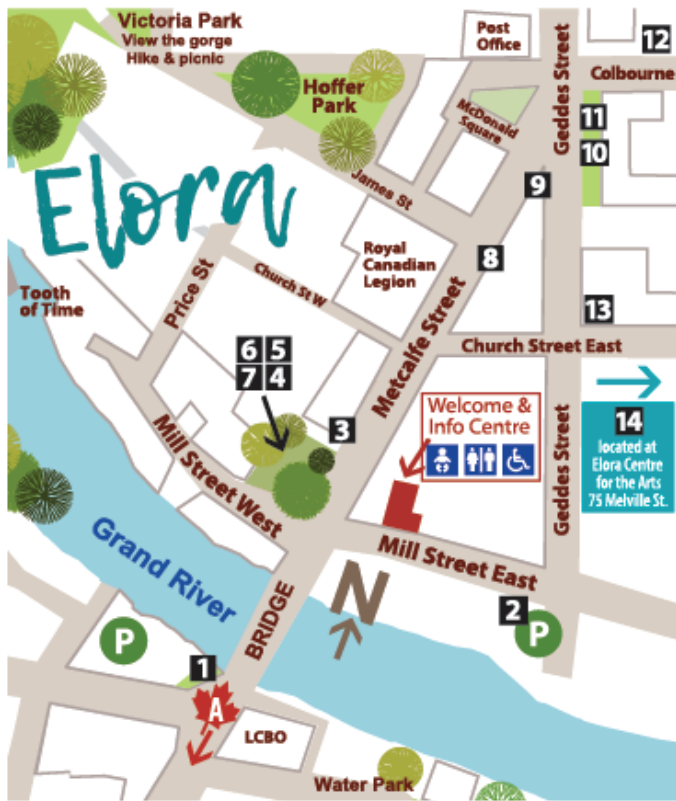 Victoria Park
View the gorge
Hike & picnic
Post
Office
12
Colbourne
Geddes Street
Hoffer
Park
McDonald
Square
11
10
9
James St
Elora
8
Royal
Canadian
Legion
Tooth
of Time
Price St
Church St W
Metcalfe Street
13
Church Street East
6 5
7 4
3
Welcome &
Info Centre
14
located at
Elora Centre
for the Arts
75 Melville St.
Geddes Street
Mill Street West
Mill Street East
Grand River
BRIDGE
N
2
P
P
1
A
LCBO
Water Park